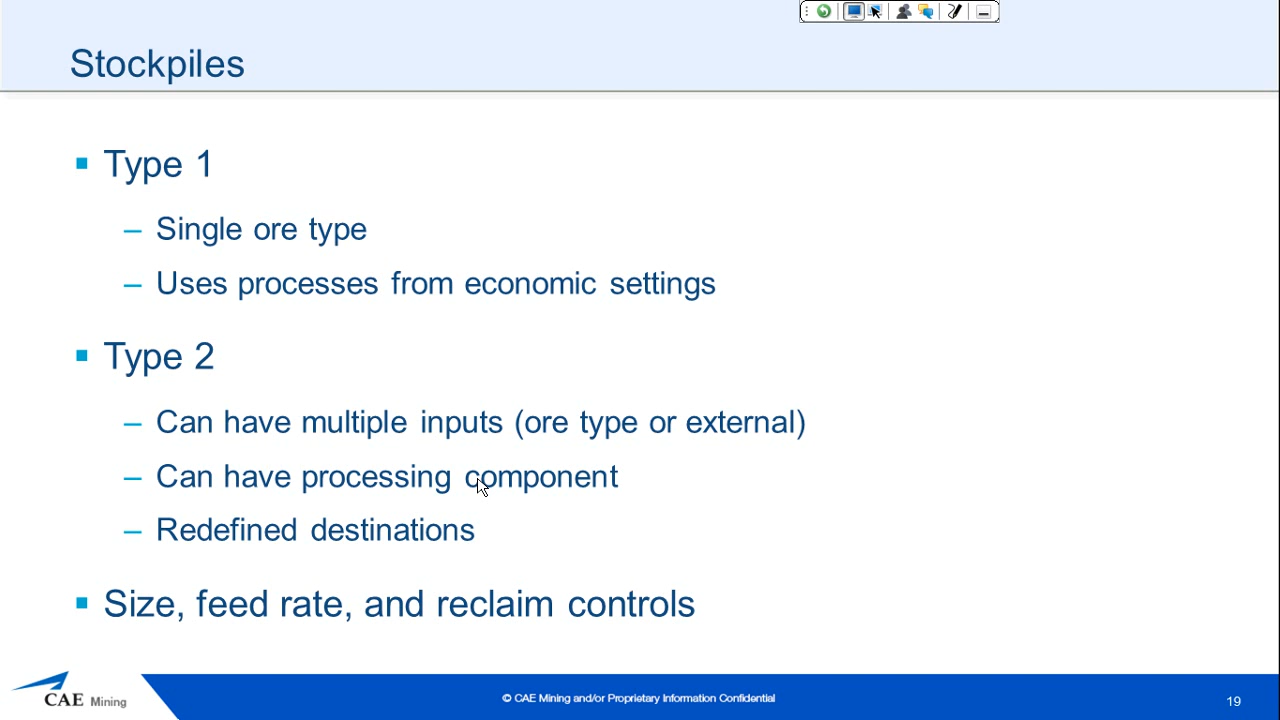 Stockpiles
Type 1
– Single ore type
– Uses processes from economic settings
Type 2
– Can have multiple inputs (ore type or external)
– Can have processing component
– Redefined destinations
Size, feed rate, and reclaim controls
CAE Mining
© CAE Mining and/or Proprietary Information Confidential
19